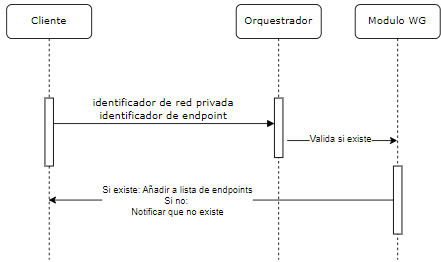 Cliente
Orquestrador
Modulo WG
identificador de red privada
identificador de endpoint
Valida si existe
Si existe: Añadir a lista de endpoints
Si no:
Notificar que no existe